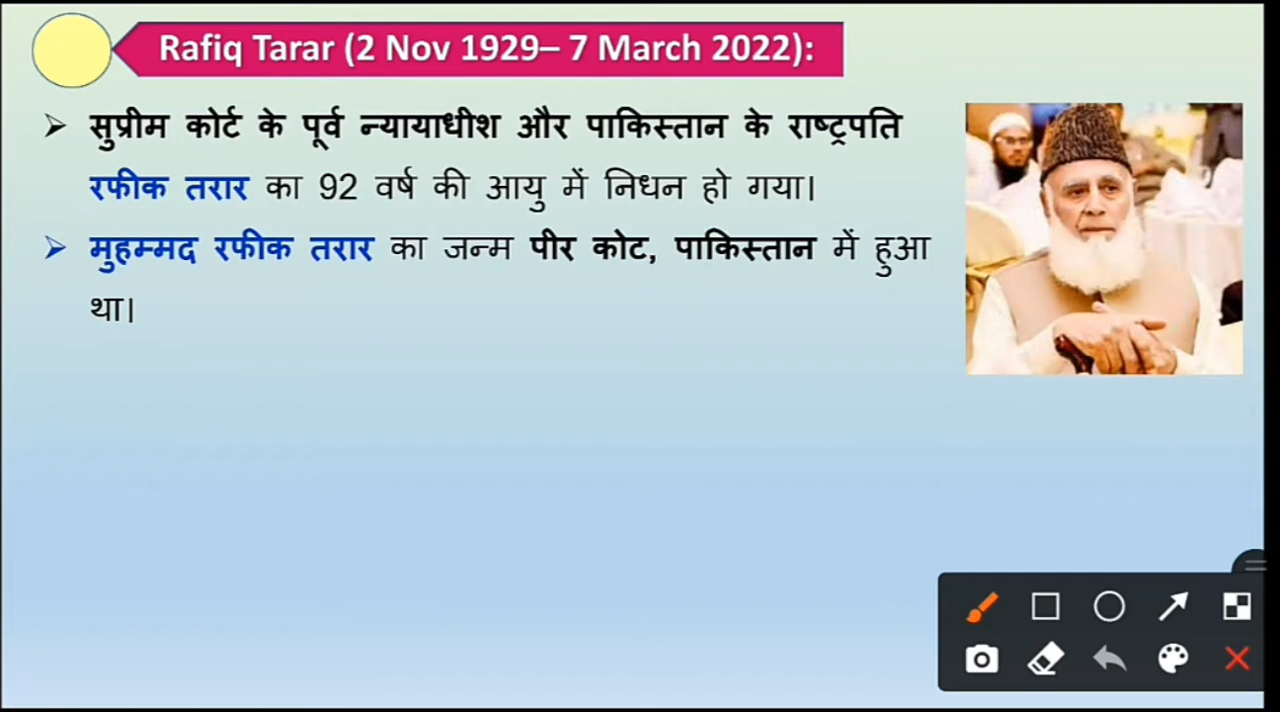 Rafiq Tarar (2 Nov 1929– 7 March 2022):
➤ सुप्रीम कोर्ट के पूर्व न्यायाधीश और पाकिस्तान के राष्ट्रपति
रफीक तरार का 92 वर्ष की आयु में निधन हो गया।
➤ मुहम्मद रफीक तरार का जन्म पीर कोट, पाकिस्तान में हुआ
था।